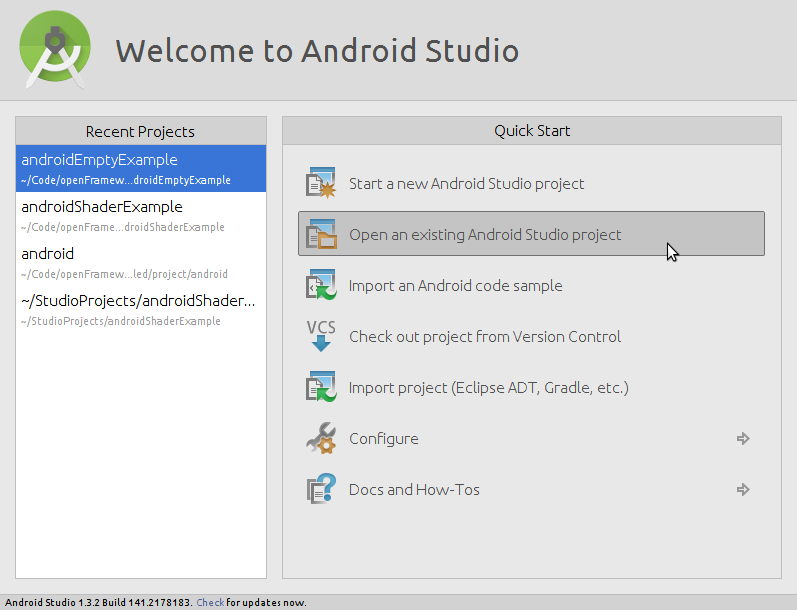 Welcome to Android Studio
Recent Projects
androidEmptyExample
~/Code/openFramew...droidEmptyExample
androidShaderExample
~/Code/openFrame...droidShaderExample
android
~/Code/openFramew...led/project/android
~/StudioProjects/androidShader...
~/StudioProjects/androidShaderExample
Quick Start
Start a new Android Studio project
Open an existing Android Studio project
Import an Android code sample
VCS
Check out project from Version Control
Import project (Eclipse ADT, Gradle, etc.)
Configure
Docs and How-Tos
Android Studio 1.3.2 Build 141.2178183. Check for updates now.